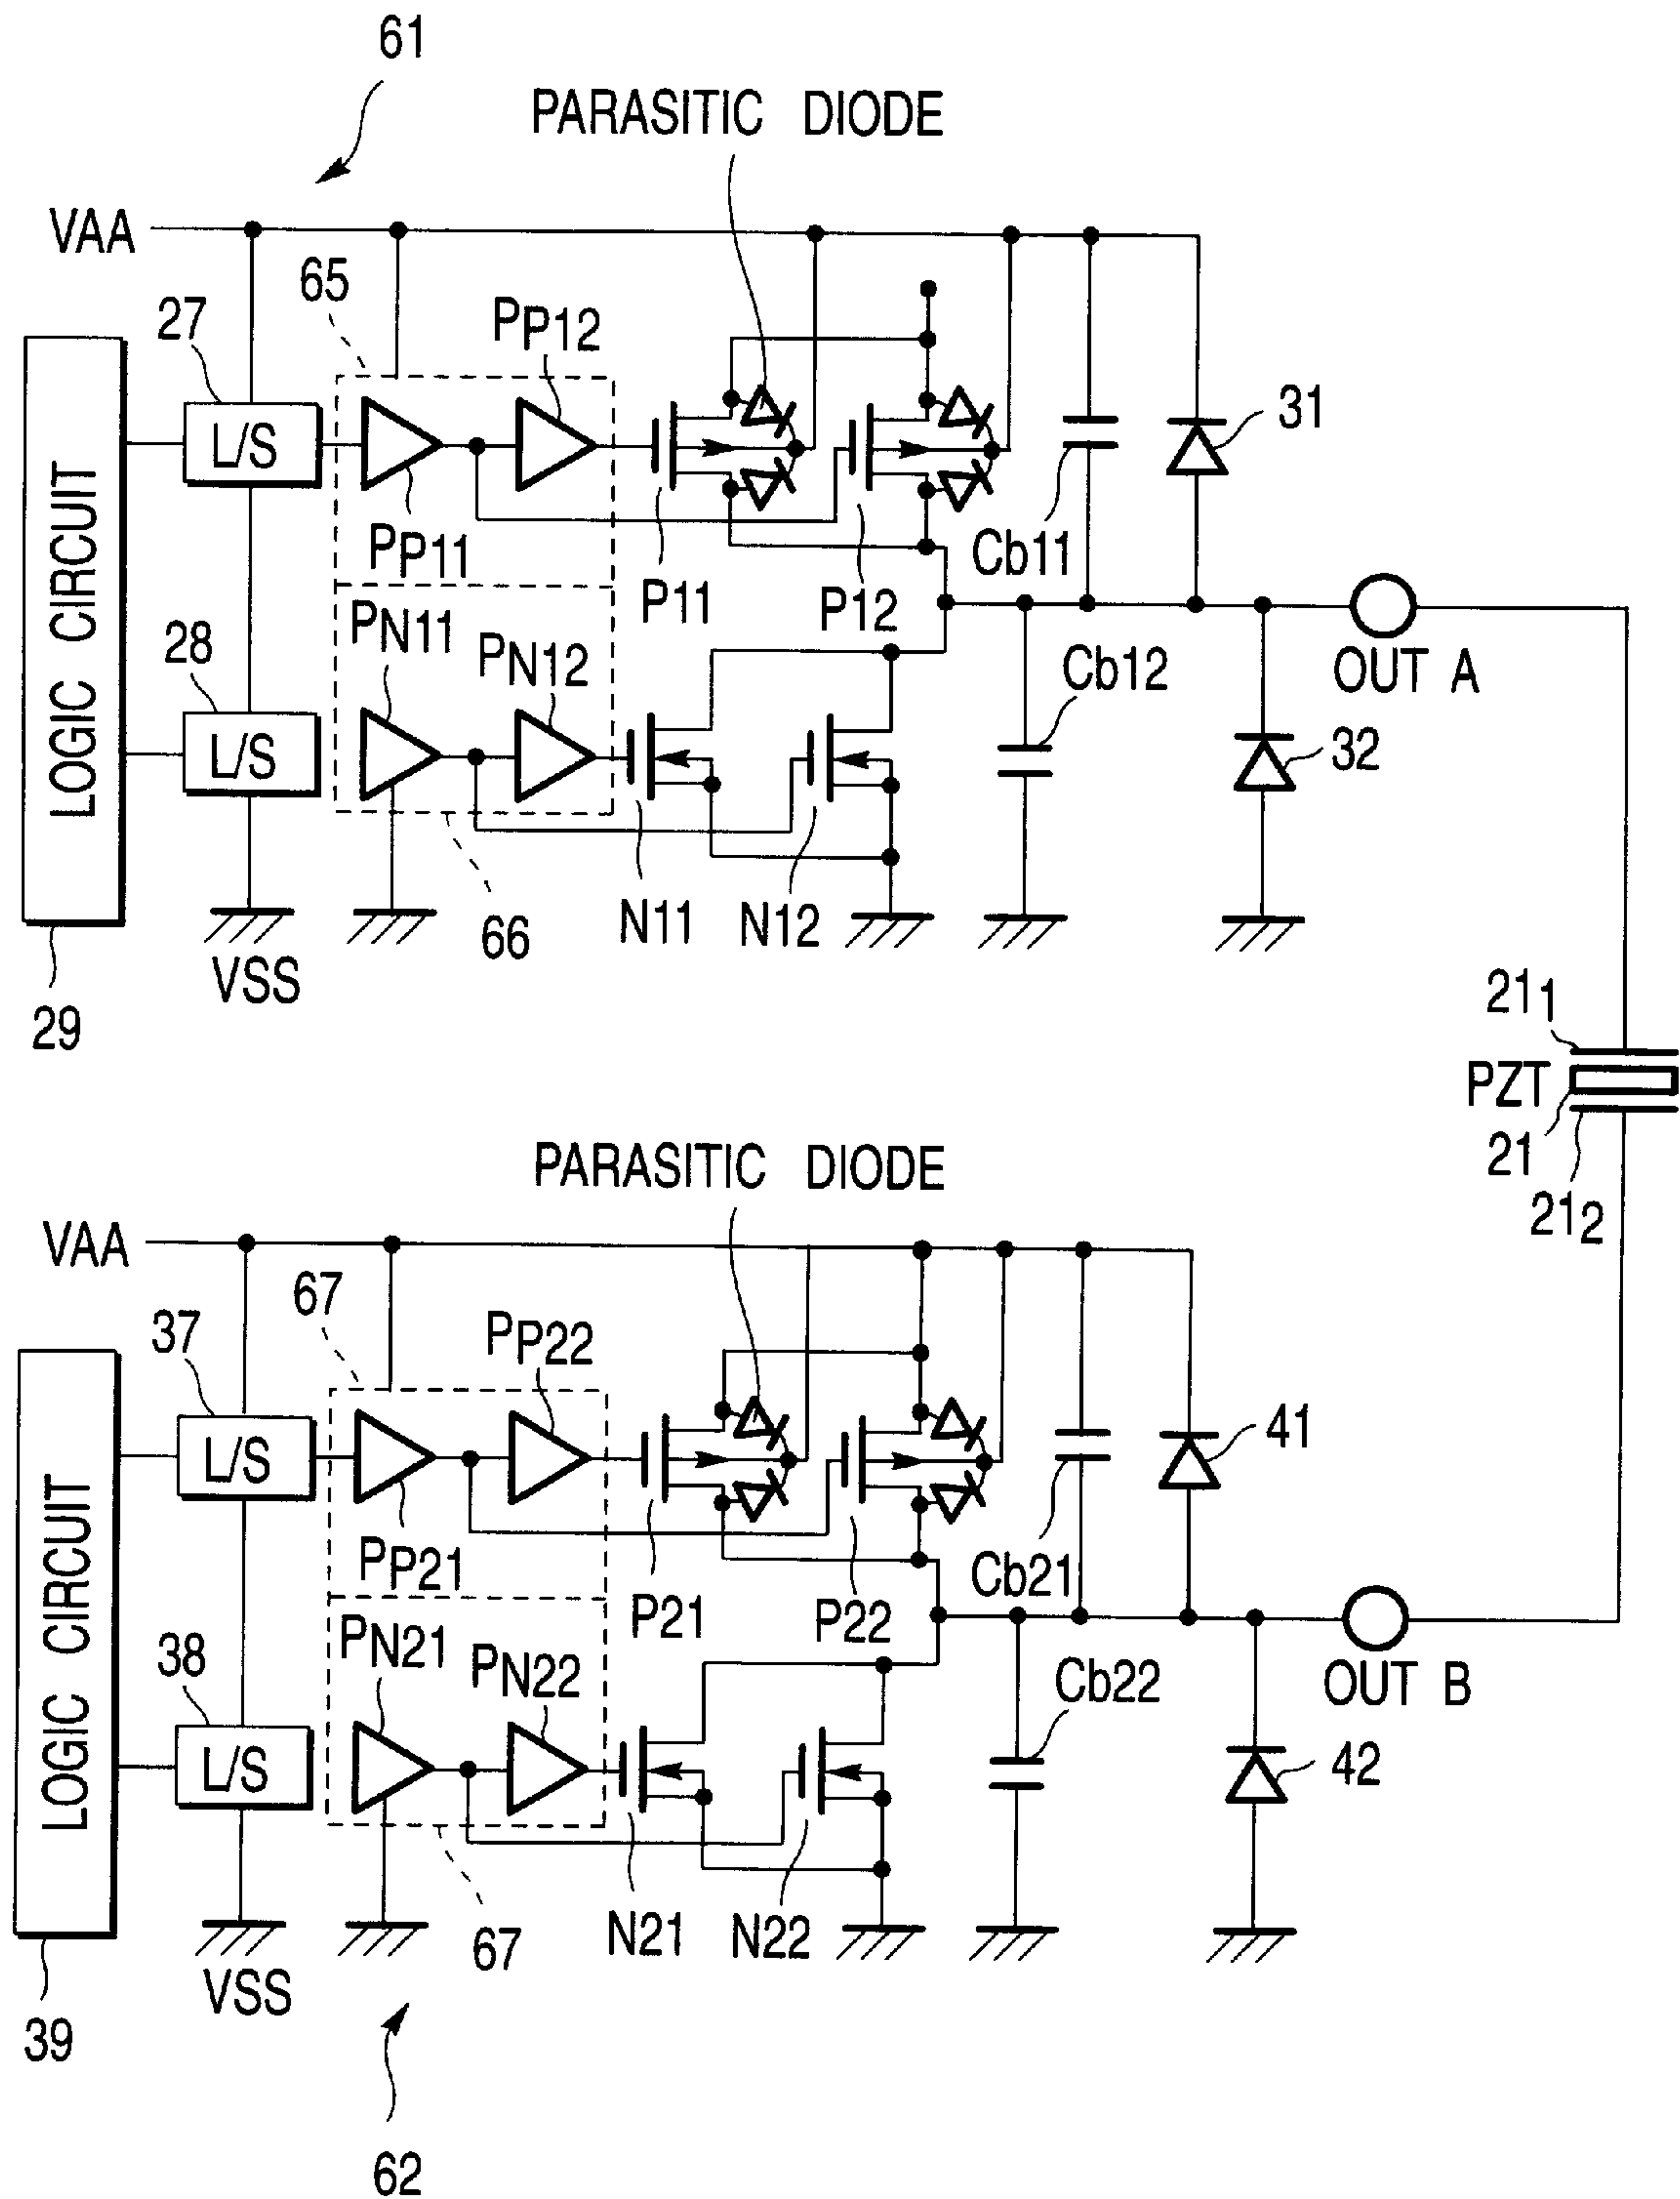 61
PARASITIC DIODE
VAA
65
27
PP12
LOGIC CIRCUIT
L/S
31
PP11
Cb11
P11
P12
PN11
28
PN12
OUT A
Cb12
L/S
32
N11
N12
66
VSS
29
211
PZT
21
212
PARASITIC DIODE
VAA
67
37
PP22
LOGIC CIRCUIT
L/S
41
PP21
Cb21
P21
P22
PN21
38
PN22
OUT B
Cb22
L/S
42
N21
N22
67
VSS
39
62